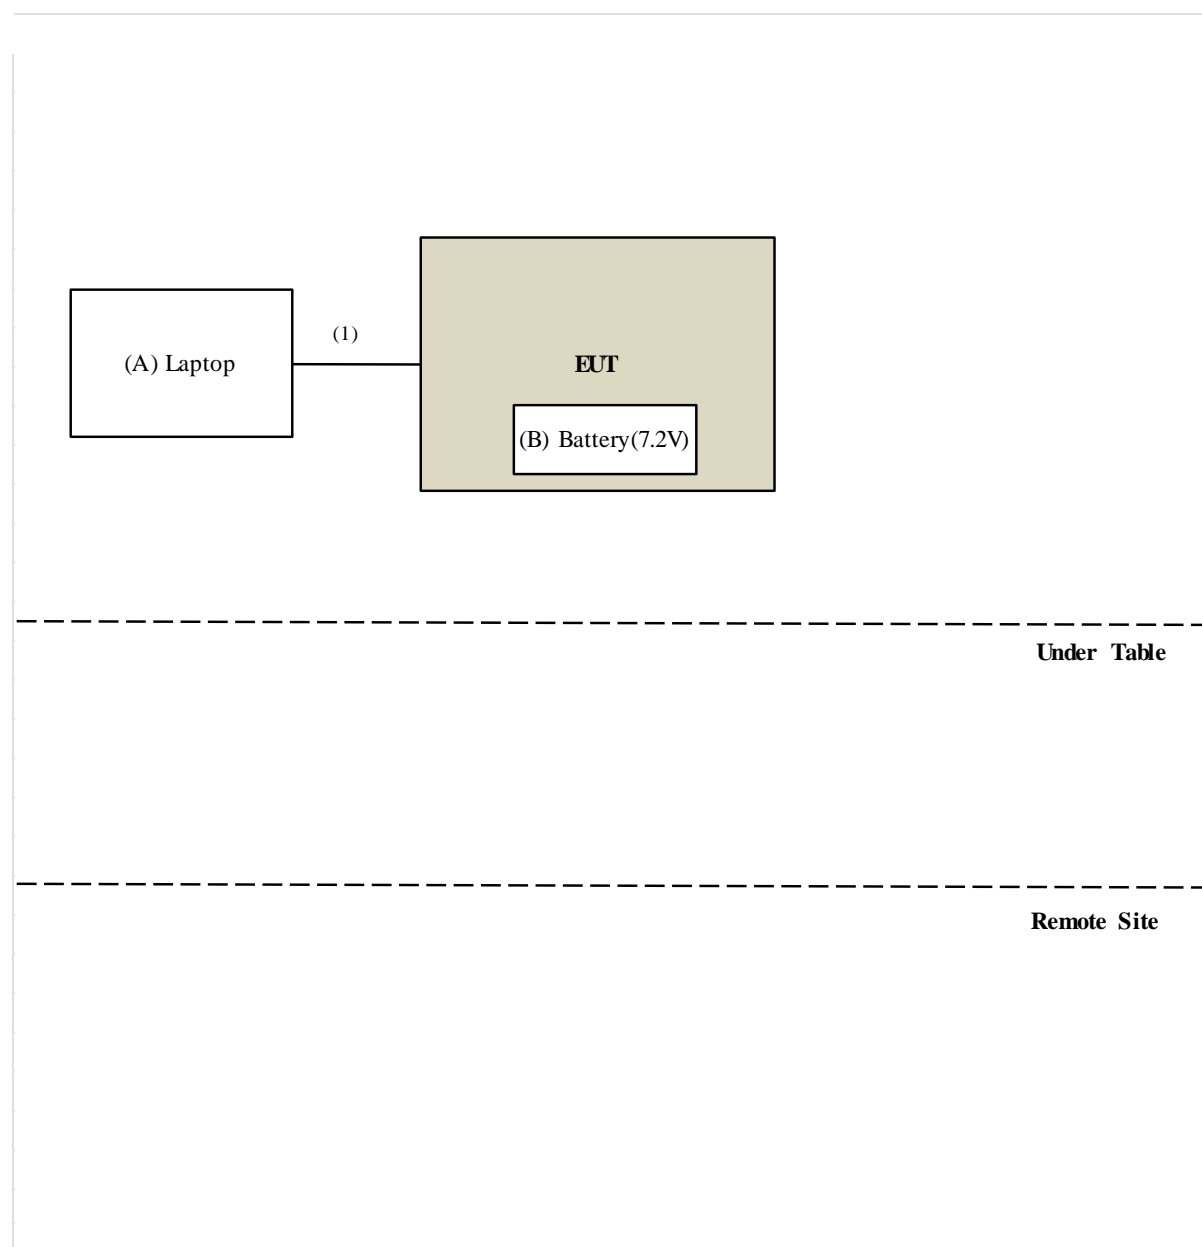 (1)
(A) Laptop
EUT
(B) Battery(7.2V)
Under Table
Remote Site